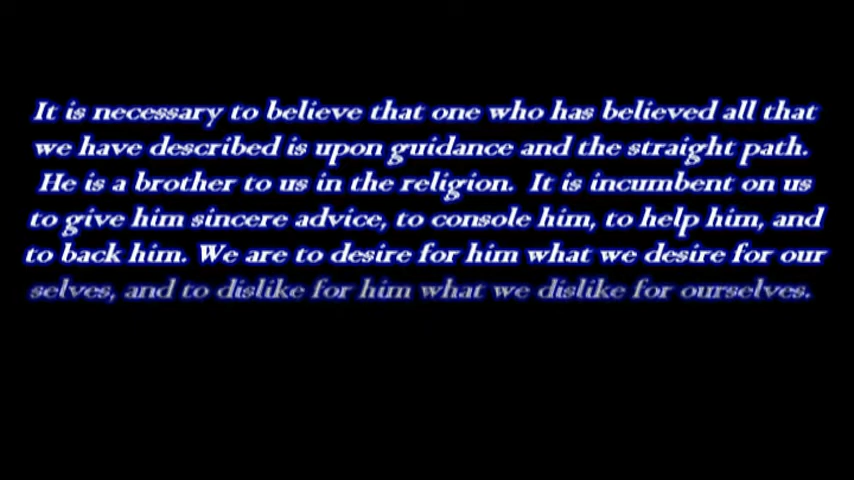 It is necessary to believe that one who has believed all that
we have described is upon guidance and the straight path.
He is a brother to us in the religion. It is incumbent on us
to give him sincere advice, to console him, to help him, and
to back him. We are to desire for him what we desire for our
selves, and to dislike for him what we dislike for ourselves.